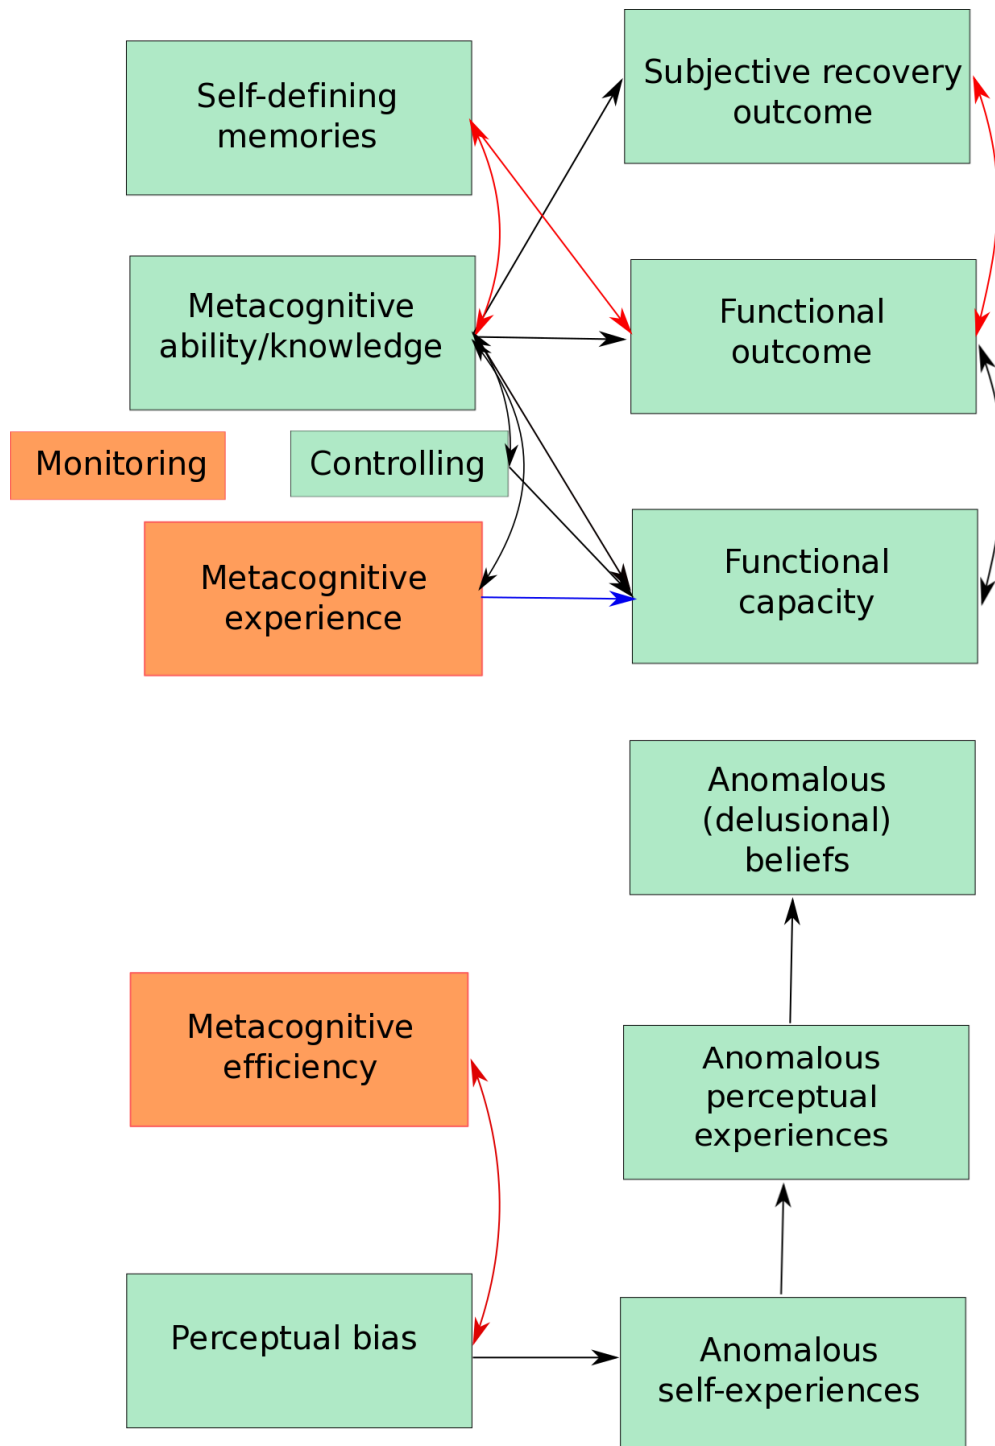 Self-defining
memories
Subjective recovery
outcome
Metacognitive
ability/knowledge
Functional
outcome
Monitoring
Controlling
Metacognitive
experience
Functional
capacity
Anomalous
(delusional)
beliefs
Metacognitive
efficiency
Anomalous
perceptual
experiences
Perceptual bias
Anomalous
self-experiences